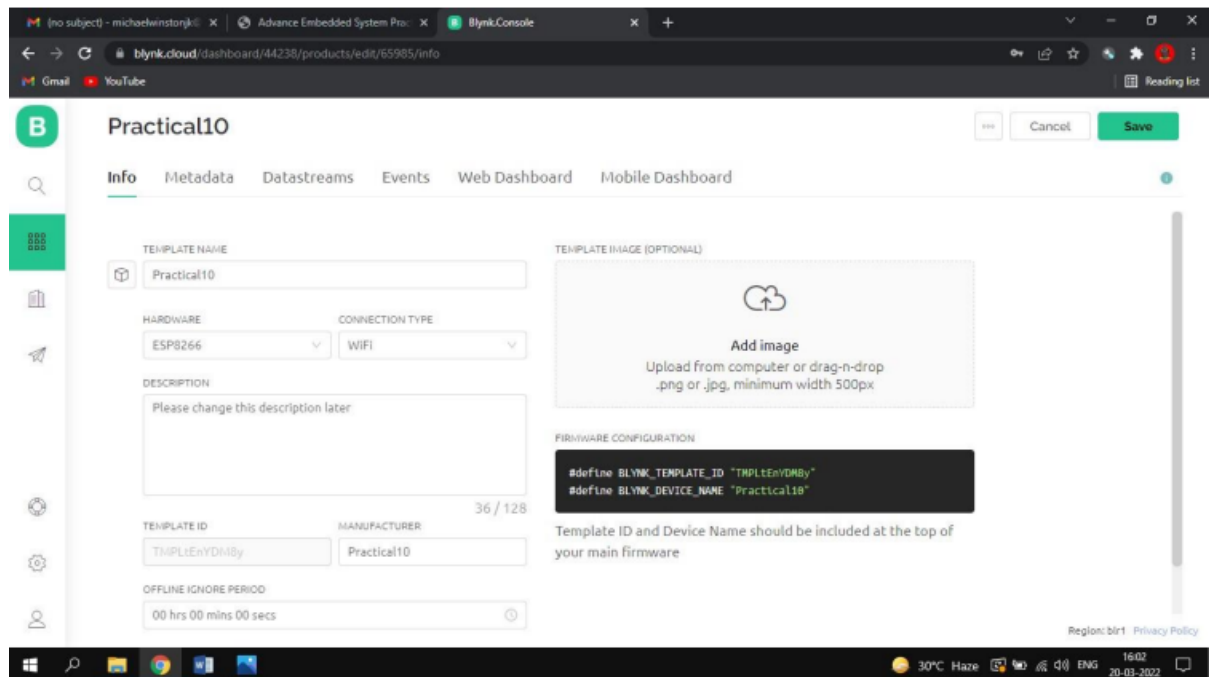 (no subject) - michaelwinstonjk
Advance Embedded System Prac
Blynk.Console
blynk.cloud/dashboard/44238/products/edit/65985/info
Gmail
YouTube
Reading list
B
Practical10
Cancel
Save
Info Metadata Datastreams Events Web Dashboard Mobile Dashboard
TEMPLATE NAME
Practical10
HARDWARE
CONNECTION TYPE
ESP8266
WiFi
DESCRIPTION
Please change this description later
36 / 128
TEMPLATE ID
MANUFACTURER
TMPLtEnYDM8y
Practical10
OFFLINE IGNORE PERIOD
00 hrs 00 mins 00 secs
TEMPLATE IMAGE (OPTIONAL)
Add image
Upload from computer or drag-n-drop
.png or .jpg, minimum width 500px
FIRMWARE CONFIGURATION
#define BLYNK_TEMPLATE_ID "TMPLtEnYDM8y"
#define BLYNK_DEVICE_NAME "Practical10"
Template ID and Device Name should be included at the top of
your main firmware
Region: blr1 Privacy Policy
30°C Haze
ENG
16:02
20-03-2022